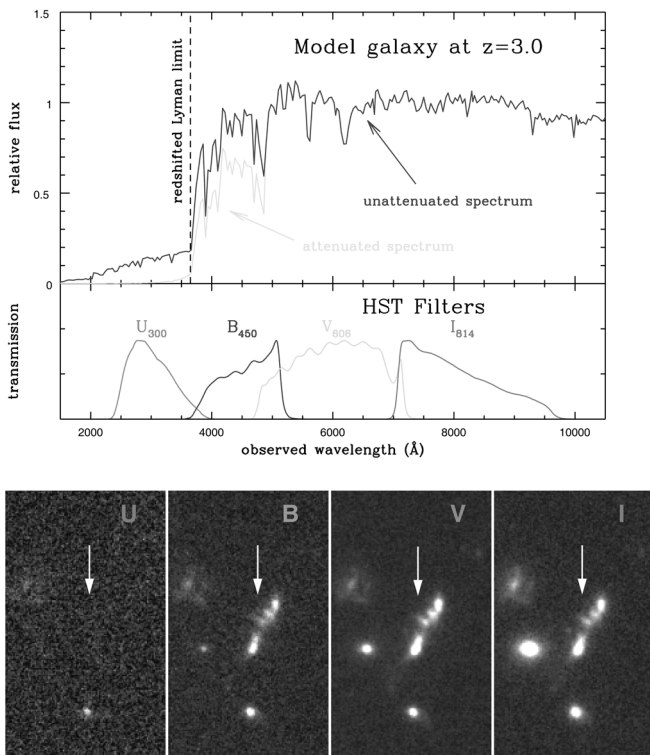 Model galaxy at z=3.0
redshifted Lyman limit
relative flux
1.5
1
0.5
0
unattenuated spectrum
attenuated spectrum
HST Filters
transmission
U300
B450
V606
I814
2000
4000
6000
8000
10000
observed wavelength (Å)
U
B
V
I